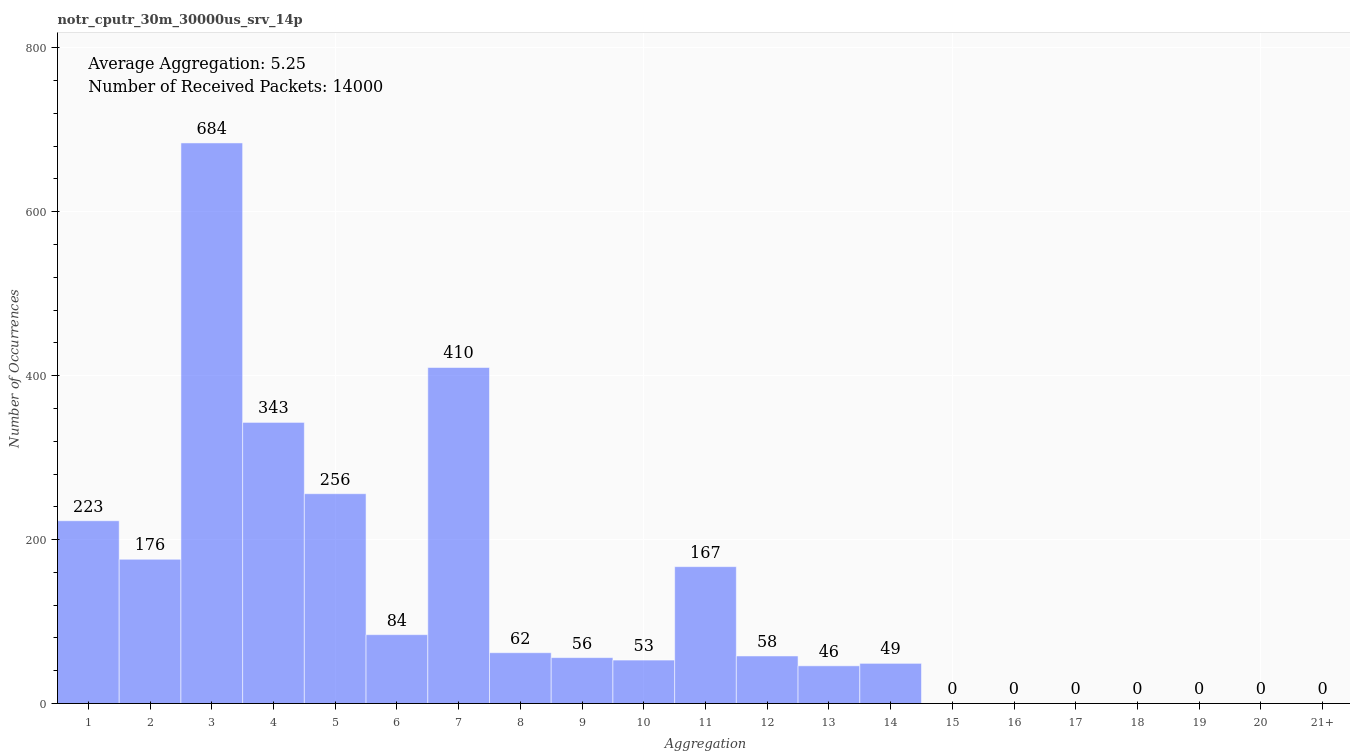 notr_cputr_30m_30000us_srv_14p
800
Average Aggregation: 5.25
Number of Received Packets: 14000
684
600
Number of Occurrences
410
400
343
256
223
200
176
167
84
62
56
53
58
46
49
0 0 0 0 0 0 0
0
1 2 3 4 5 6 7 8 9 10 11 12 13 14 15 16 17 18 19 20 21+
Aggregation